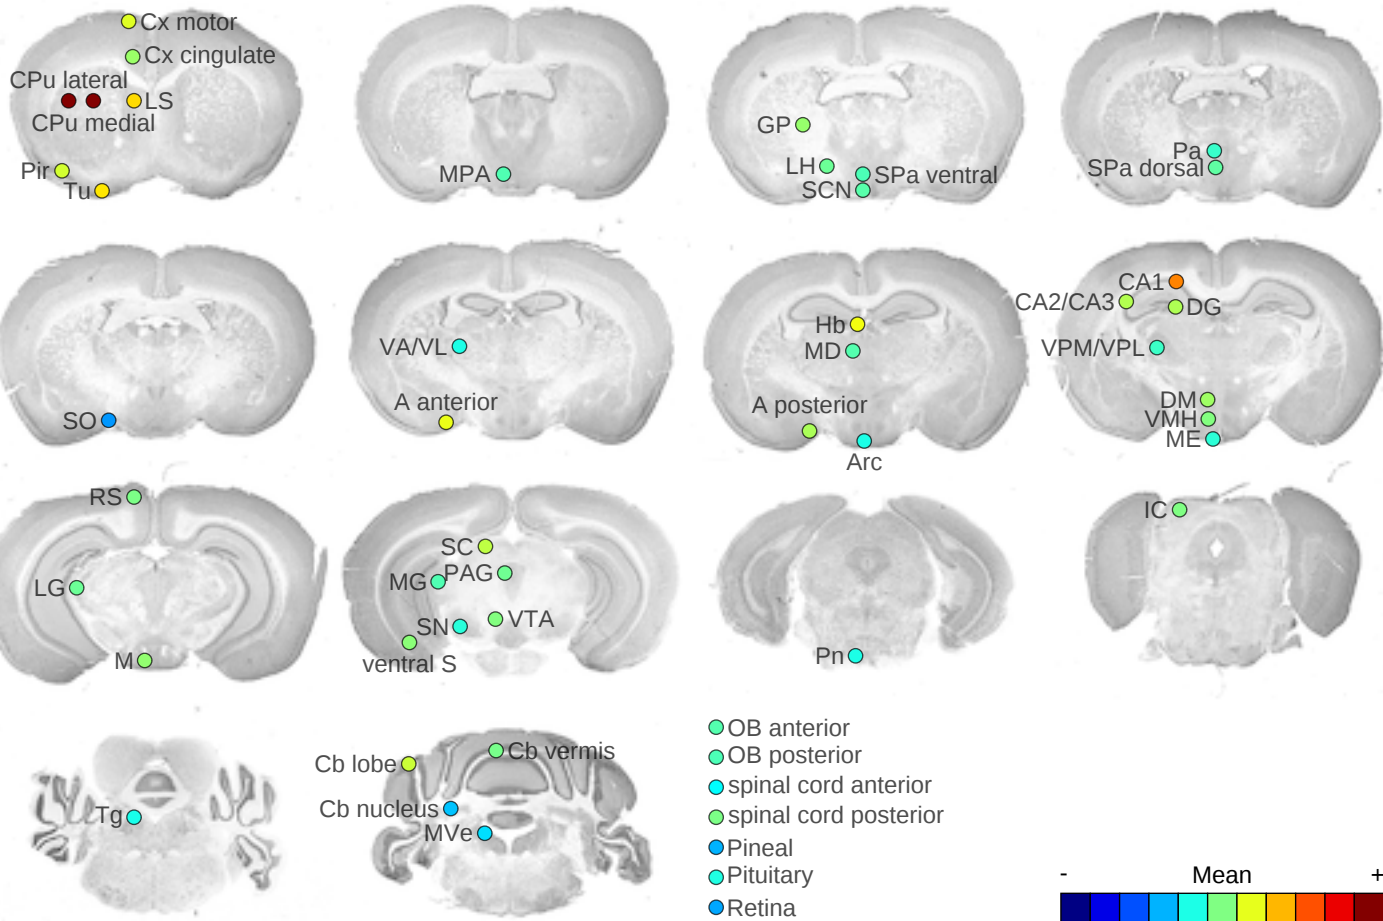 Cx motor
Cx cingulate
CPu lateral
LS
CPu medial
Pir
Tu
MPA
GP
LH
SPa ventral
SCN
Pa
SPa dorsal
SO
VA/VL
A anterior
Hb
MD
A posterior
Arc
CA1
CA2/CA3
DG
VPM/VPL
DM
VMH
ME
RS
LG
M
SC
MG
PAG
SN
VTA
ventral S
Pn
IC
Tg
Cb lobe
Cb vermis
Cb nucleus
MVe
OB anterior
OB posterior
spinal cord anterior
spinal cord posterior
Pineal
Pituitary
Retina
- Mean +